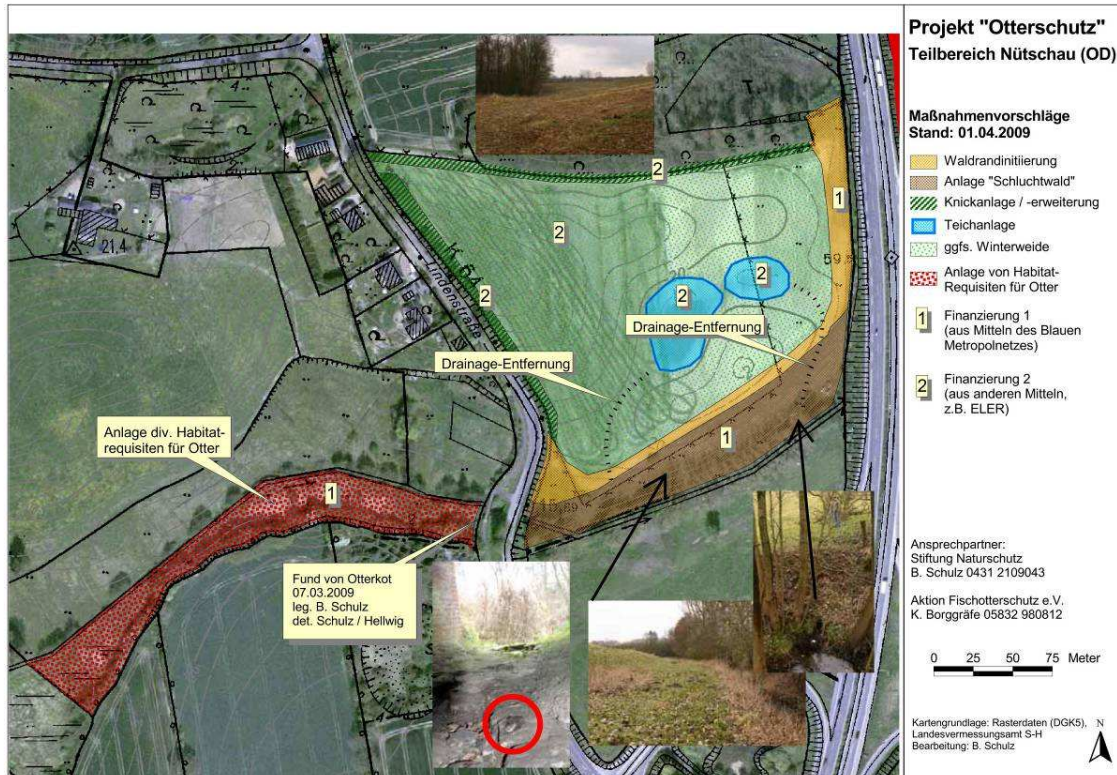 Projekt "Otterschutz"
Teilbereich Nütschau (OD)
Maßnahmenvorschläge
Stand: 01.04.2009
Waldrandinitiierung
Anlage "Schluchtwald"
Knickanlage / -erweiterung
Teichanlage
ggfs. Winterweide
Anlage von Habitat-
Requisiten für Otter
1
Finanzierung 1
(aus Mitteln des Blauen
Metropolnetzes)
2
Finanzierung 2
(aus anderen Mitteln,
z.B. ELER)
Ansprechpartner:
Stiftung Naturschutz
B. Schulz 0431 2109043
Aktion Fischotterschutz e.V.
K. Borggräfe 05832 980812
0 25 50 75 Meter
Kartengrundlage: Rasterdaten (DGK5),
Landesvermessungsamt S-H
Bearbeitung: B. Schulz
N
2
1
2
21,4
Lindenstraße
2
2
2
Drainage-Entfernung
Drainage-Entfernung
1
Anlage div. Habitat-
requisiten für Otter
1
Fund von Otterkot
07.03.2009
leg. B. Schulz
det. Schulz / Hellwig